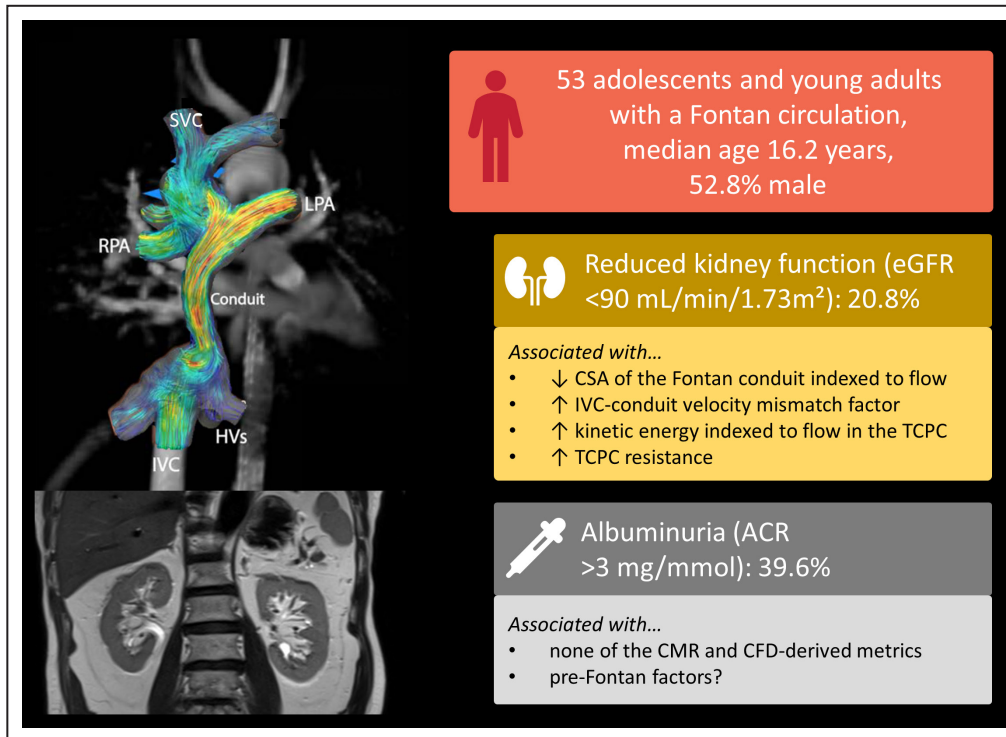 SVC
LPA
RPA
Conduit
HVs
IVC
53 adolescents and young adults
with a Fontan circulation,
median age 16.2 years,
52.8% male
Reduced kidney function (eGFR
<90 mL/min/1.73m²): 20.8%
Associated with...
• ↓ CSA of the Fontan conduit indexed to flow
• ↑ IVC-conduit velocity mismatch factor
• ↑ kinetic energy indexed to flow in the TCPC
• ↑ TCPC resistance
Albuminuria (ACR
>3 mg/mmol): 39.6%
Associated with...
• none of the CMR and CFD-derived metrics
• pre-Fontan factors?